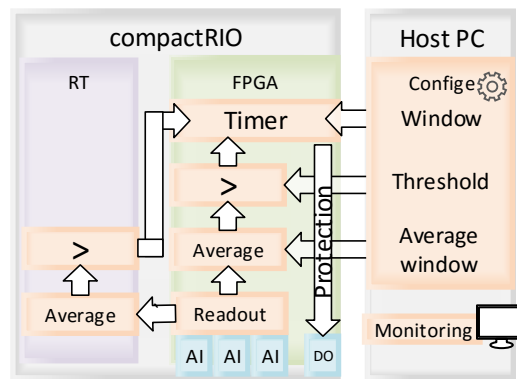 compactRIO
Host PC
RT
FPGA
Confige
Timer
Window
>
Threshold
>
Average
Average
window
Protection
Average
Readout
Monitoring
AI
AI
AI
DO